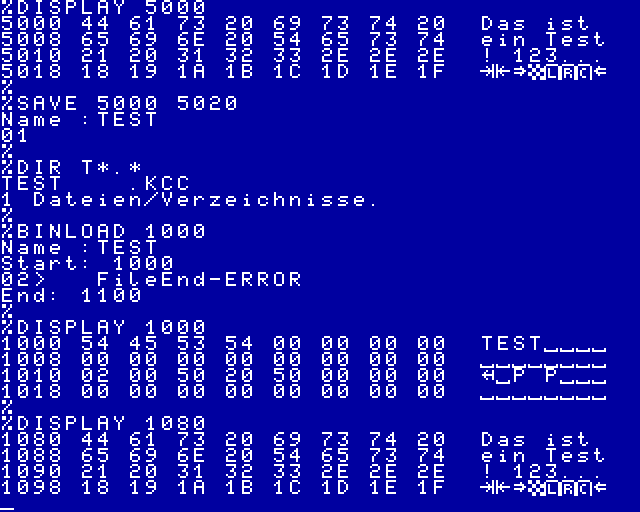 %DISPLAY 5000
5000 44 61 73 20 69 73 74 20 Das ist
5008 65 69 6E 20 54 65 73 74 ein Test
5010 21 20 31 32 33 2E 2E 2E ! 123...
5018 18 19 1A 1B 1C 1D 1E 1F
%
%SAVE 5000 5020
Name :TEST
01
%
%DIR T*.*
TEST .KCC
1 Dateien/Verzeichnisse.
%
%BINLOAD 1000
Name :TEST
Start: 1000
02> FileEnd-ERROR
End: 1100
%
%DISPLAY 1000
1000 54 45 53 54 00 00 00 00 TEST
1008 00 00 00 00 00 00 00 00
1010 02 00 50 20 50 00 00 00 P P
1018 00 00 00 00 00 00 00 00
%
%DISPLAY 1080
1080 44 61 73 20 69 73 74 20 Das ist
1088 65 69 6E 20 54 65 73 74 ein Test
1090 21 20 31 32 33 2E 2E 2E ! 123...
1098 18 19 1A 1B 1C 1D 1E 1F